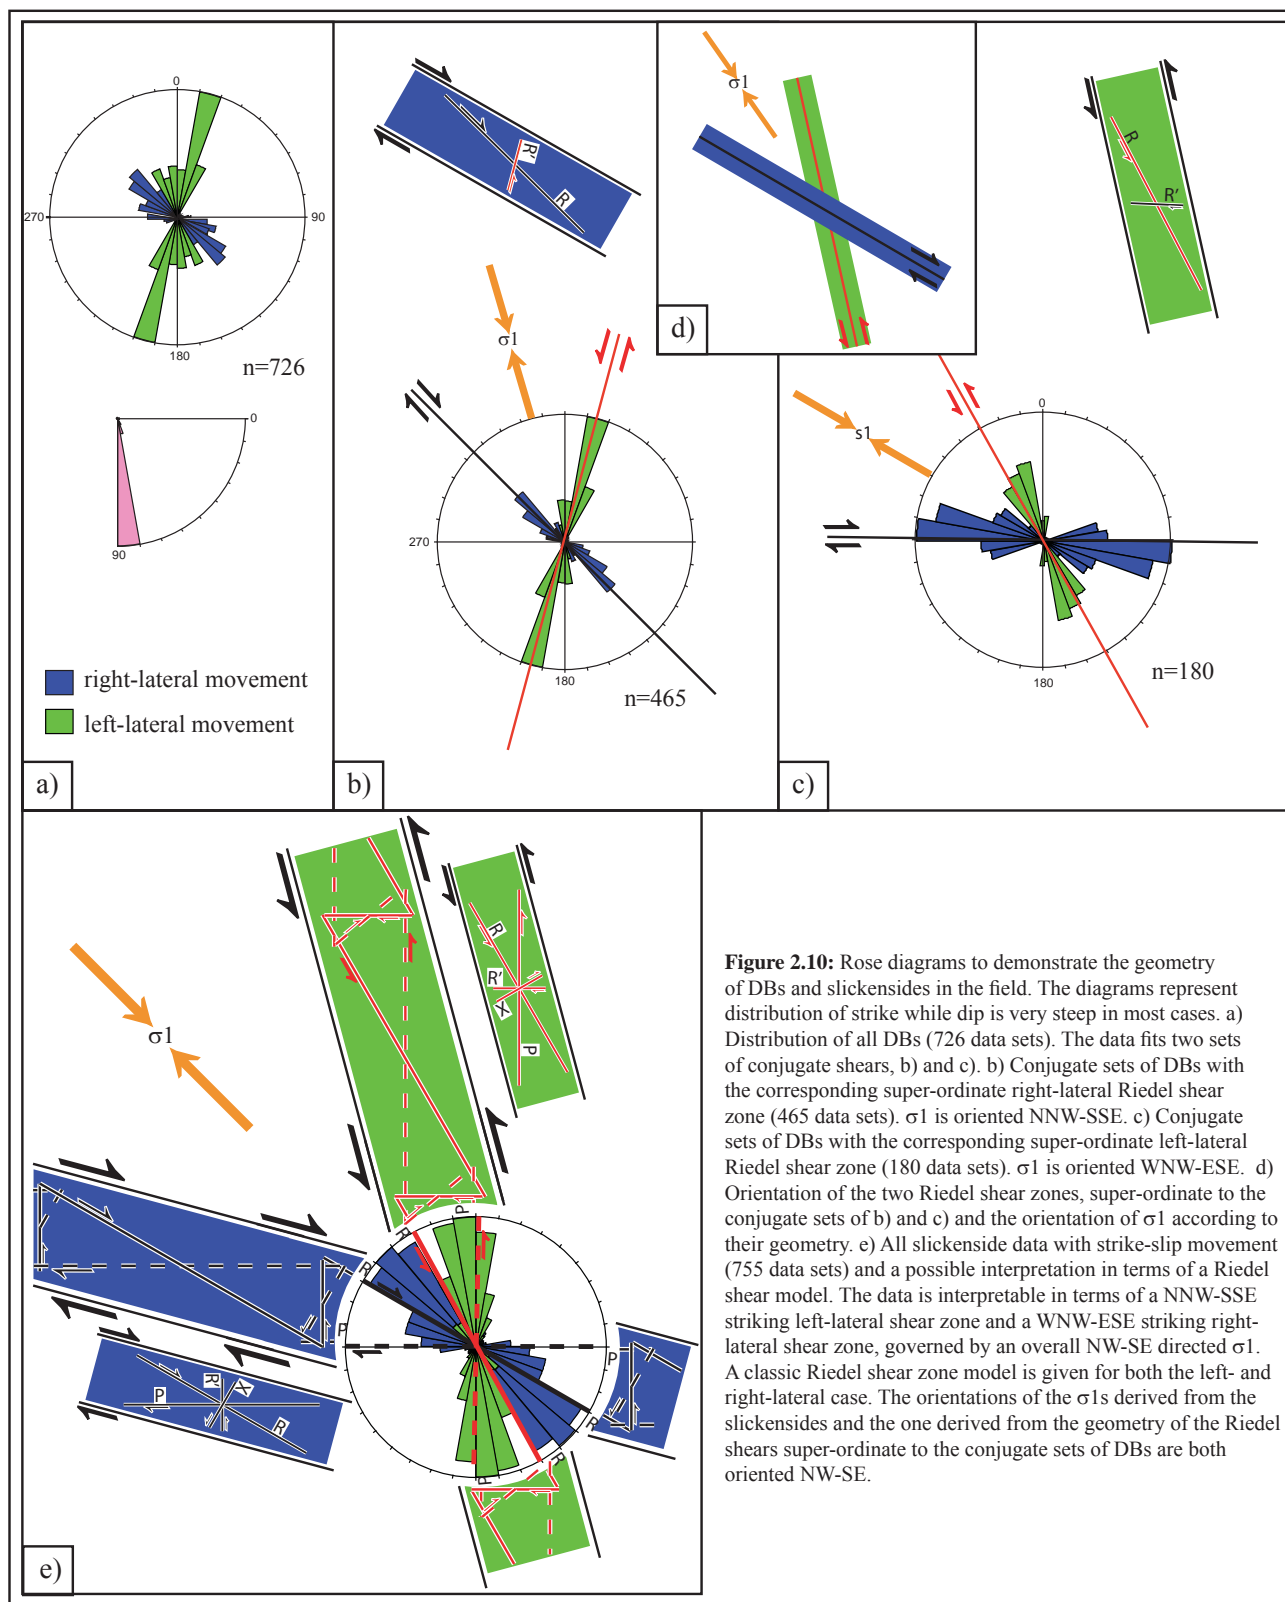 0
270
90
180
n=726
0
90
right-lateral movement
left-lateral movement
a)
R'
R
σ1
270
180
n=465
b)
σ1
d)
R
R'
s1
0
180
n=180
c)
σ1
R
R'
X
P
P
R'
X
R
R
P
R
P
P
R
R
P
e)
Figure 2.10: Rose diagrams to demonstrate the geometry
of DBs and slickensides in the field. The diagrams represent
distribution of strike while dip is very steep in most cases. a)
Distribution of all DBs (726 data sets). The data fits two sets
of conjugate shears, b) and c). b) Conjugate sets of DBs with
the corresponding super-ordinate right-lateral Riedel shear
zone (465 data sets). σ1 is oriented NNW-SSE. c) Conjugate
sets of DBs with the corresponding super-ordinate left-lateral
Riedel shear zone (180 data sets). σ1 is oriented WNW-ESE. d)
Orientation of the two Riedel shear zones, super-ordinate to the
conjugate sets of b) and c) and the orientation of σ1 according to
their geometry. e) All slickenside data with strike-slip movement
(755 data sets) and a possible interpretation in terms of a Riedel
shear model. The data is interpretable in terms of a NNW-SSE
striking left-lateral shear zone and a WNW-ESE striking right-
lateral shear zone, governed by an overall NW-SE directed σ1.
A classic Riedel shear zone model is given for both the left- and
right-lateral case. The orientations of the σ1s derived from the
slickensides and the one derived from the geometry of the Riedel
shears super-ordinate to the conjugate sets of DBs are both
oriented NW-SE.